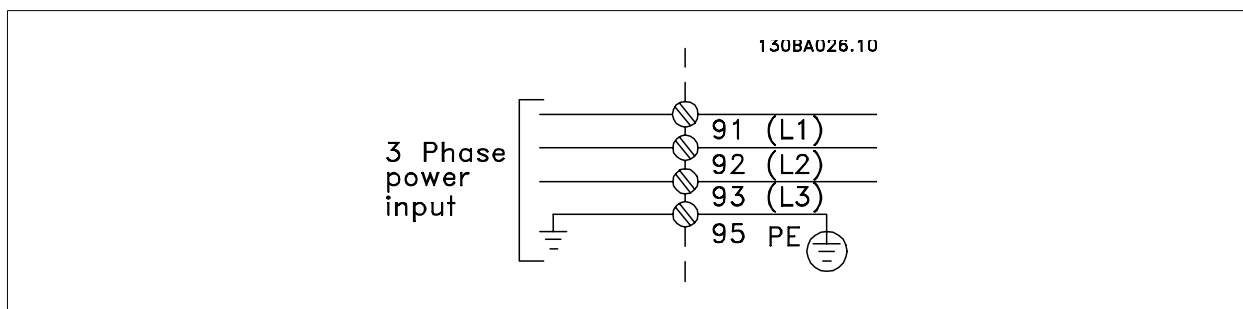 130BA026.10
3 Phase
power
input
91 (L1)
92 (L2)
93 (L3)
95 PE